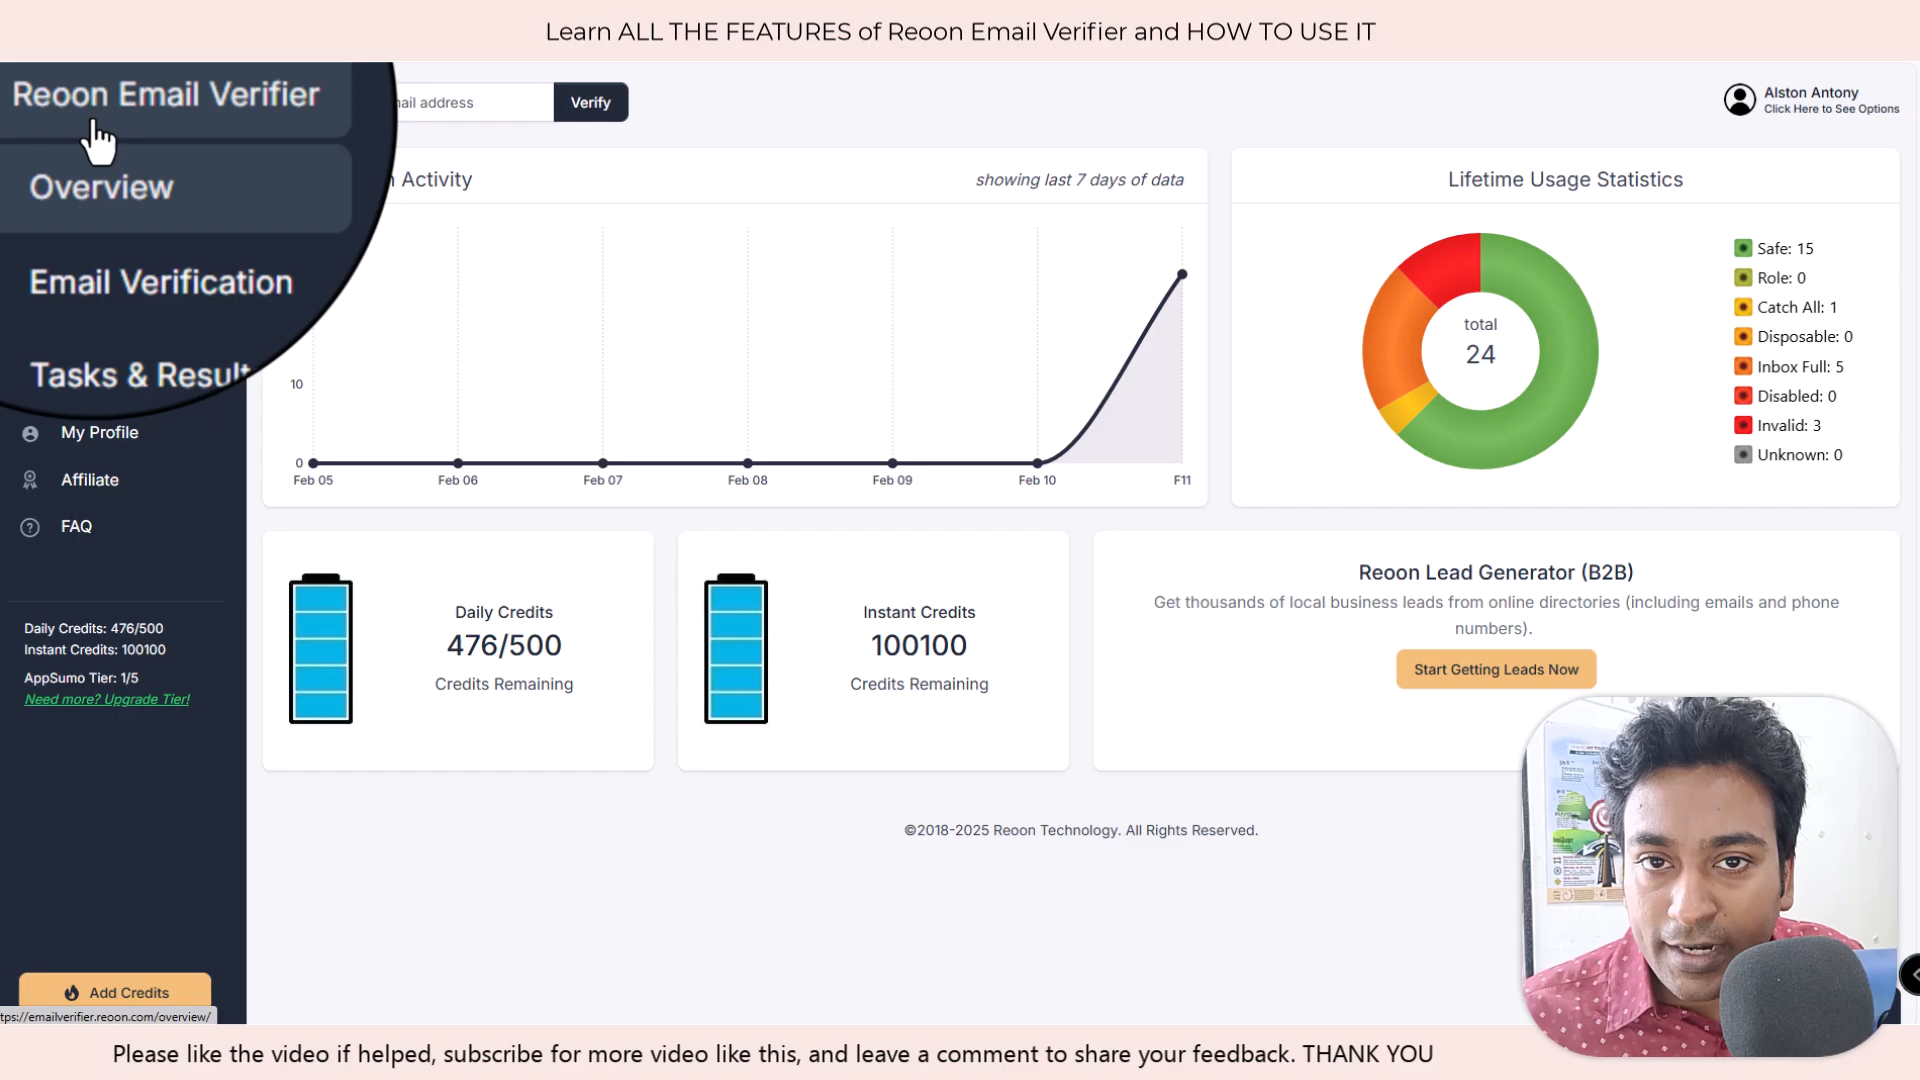 Learn ALL THE FEATURES of Reoon Email Verifier and HOW TO USE IT
Reoon Email Verifier
Overview
Email Verification
Tasks & Result
My Profile
Affiliate
FAQ
Daily Credits: 476/500
Instant Credits: 100100
AppSumo Tier: 1/5
Need more? Upgrade Tier!
Add Credits
tps://emailverifier.reoon.com/overview/
ail address
Verify
Alston Antony
Click Here to See Options
Activity
showing last 7 days of data
10
0
Feb 05 Feb 06 Feb 07 Feb 08 Feb 09 Feb 10 F11
Lifetime Usage Statistics
total
24
Safe: 15
Role: 0
Catch All: 1
Disposable: 0
Inbox Full: 5
Disabled: 0
Invalid: 3
Unknown: 0
Daily Credits
476/500
Credits Remaining
Instant Credits
100100
Credits Remaining
Reoon Lead Generator (B2B)
Get thousands of local business leads from online directories (including emails and phone
numbers).
Start Getting Leads Now
©2018-2025 Reoon Technology. All Rights Reserved.
Please like the video if helped, subscribe for more video like this, and leave a comment to share your feedback. THANK YOU